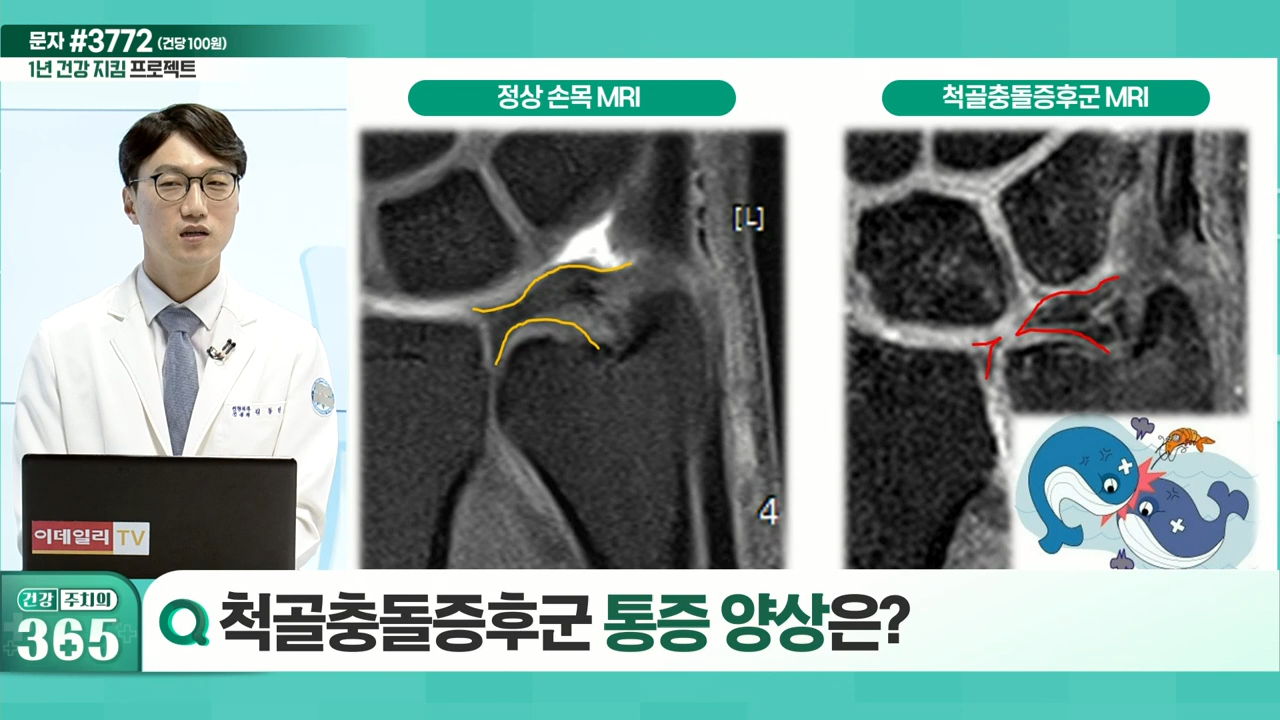 문자 #3772 (건당 100원)
1년 건강 지킴 프로젝트
정상 손목 MRI
척골충돌증후군 MRI
[L]
4
이데일리 TV
건강 주치의
365
Q 척골충돌증후군 통증 양상은?